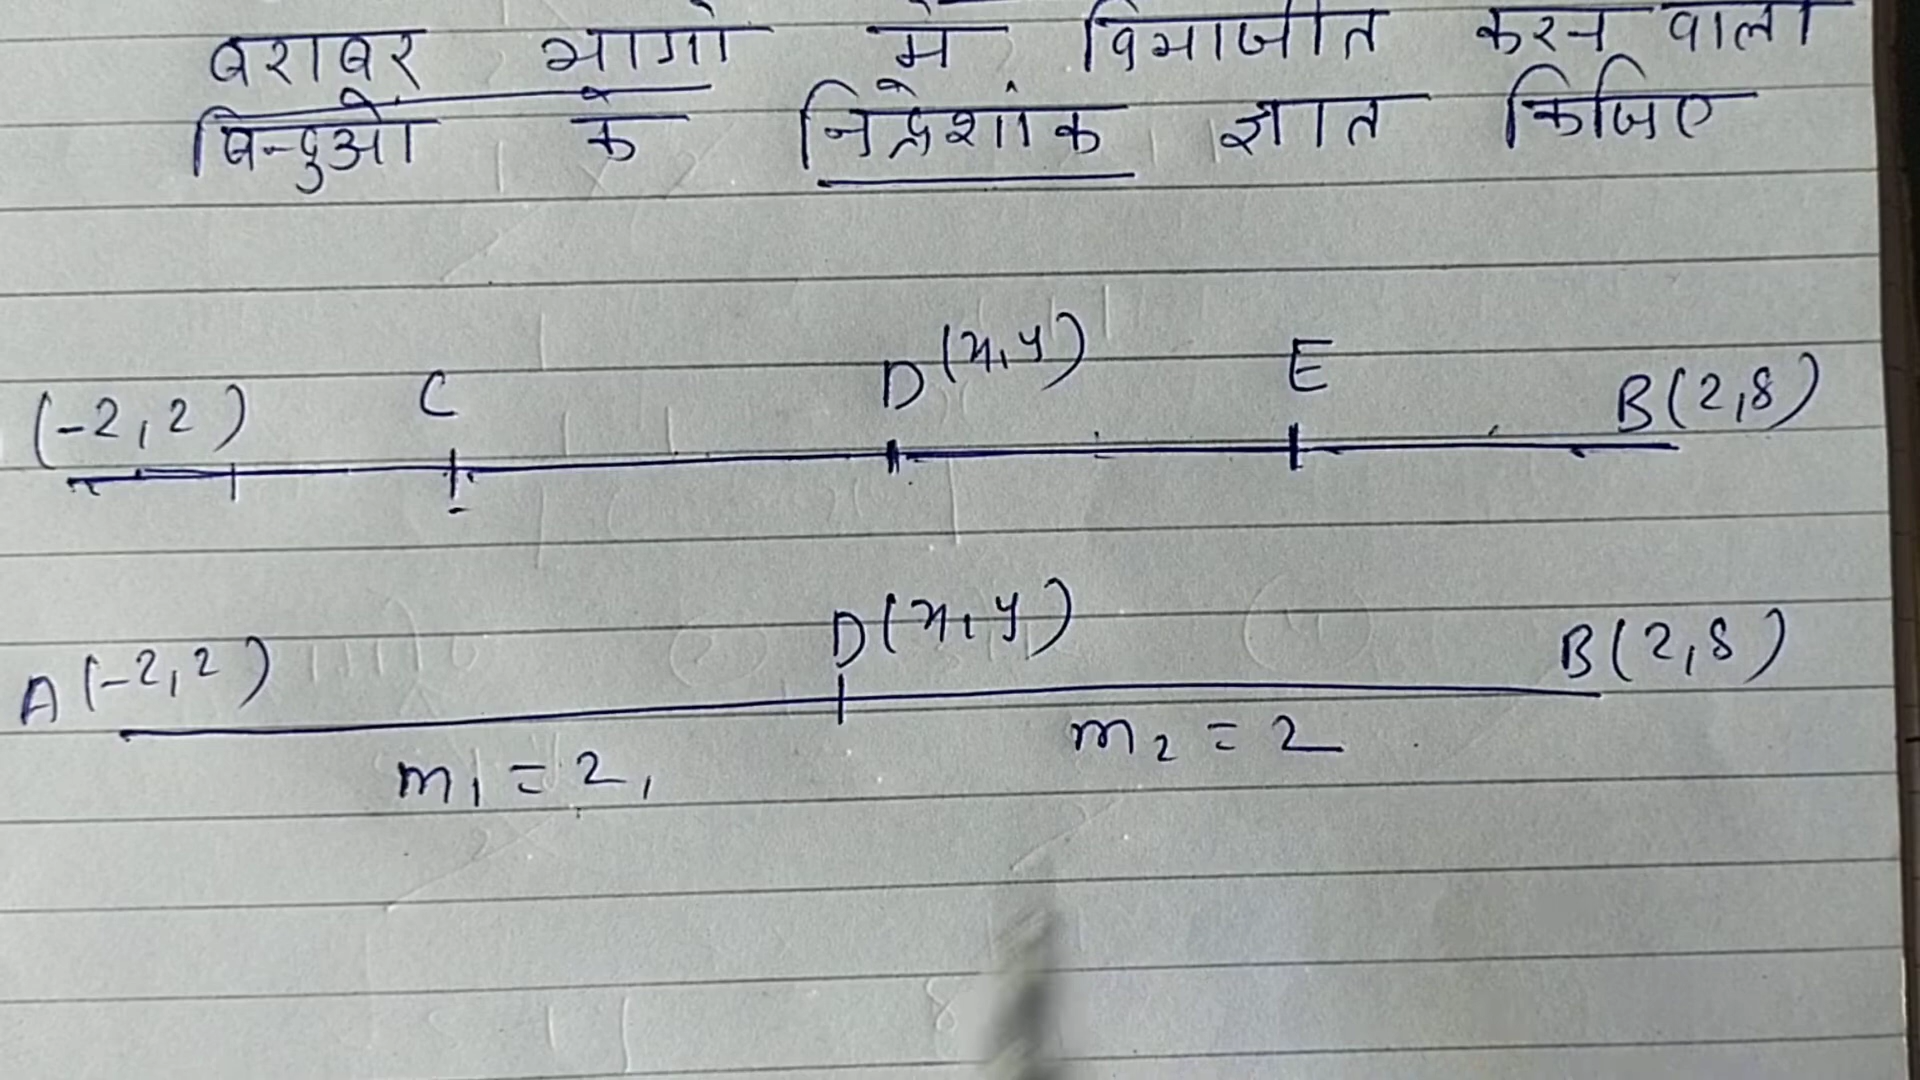 बराबर भागो में विभाजीत करने वाला
बिन्दुओं के निर्देशांक ज्ञात किजिए
(-2, 2) C D(x, y) E B(2, 8)
A(-2, 2) D(x, y) B(2, 8)
m₁ = 2, m₂ = 2